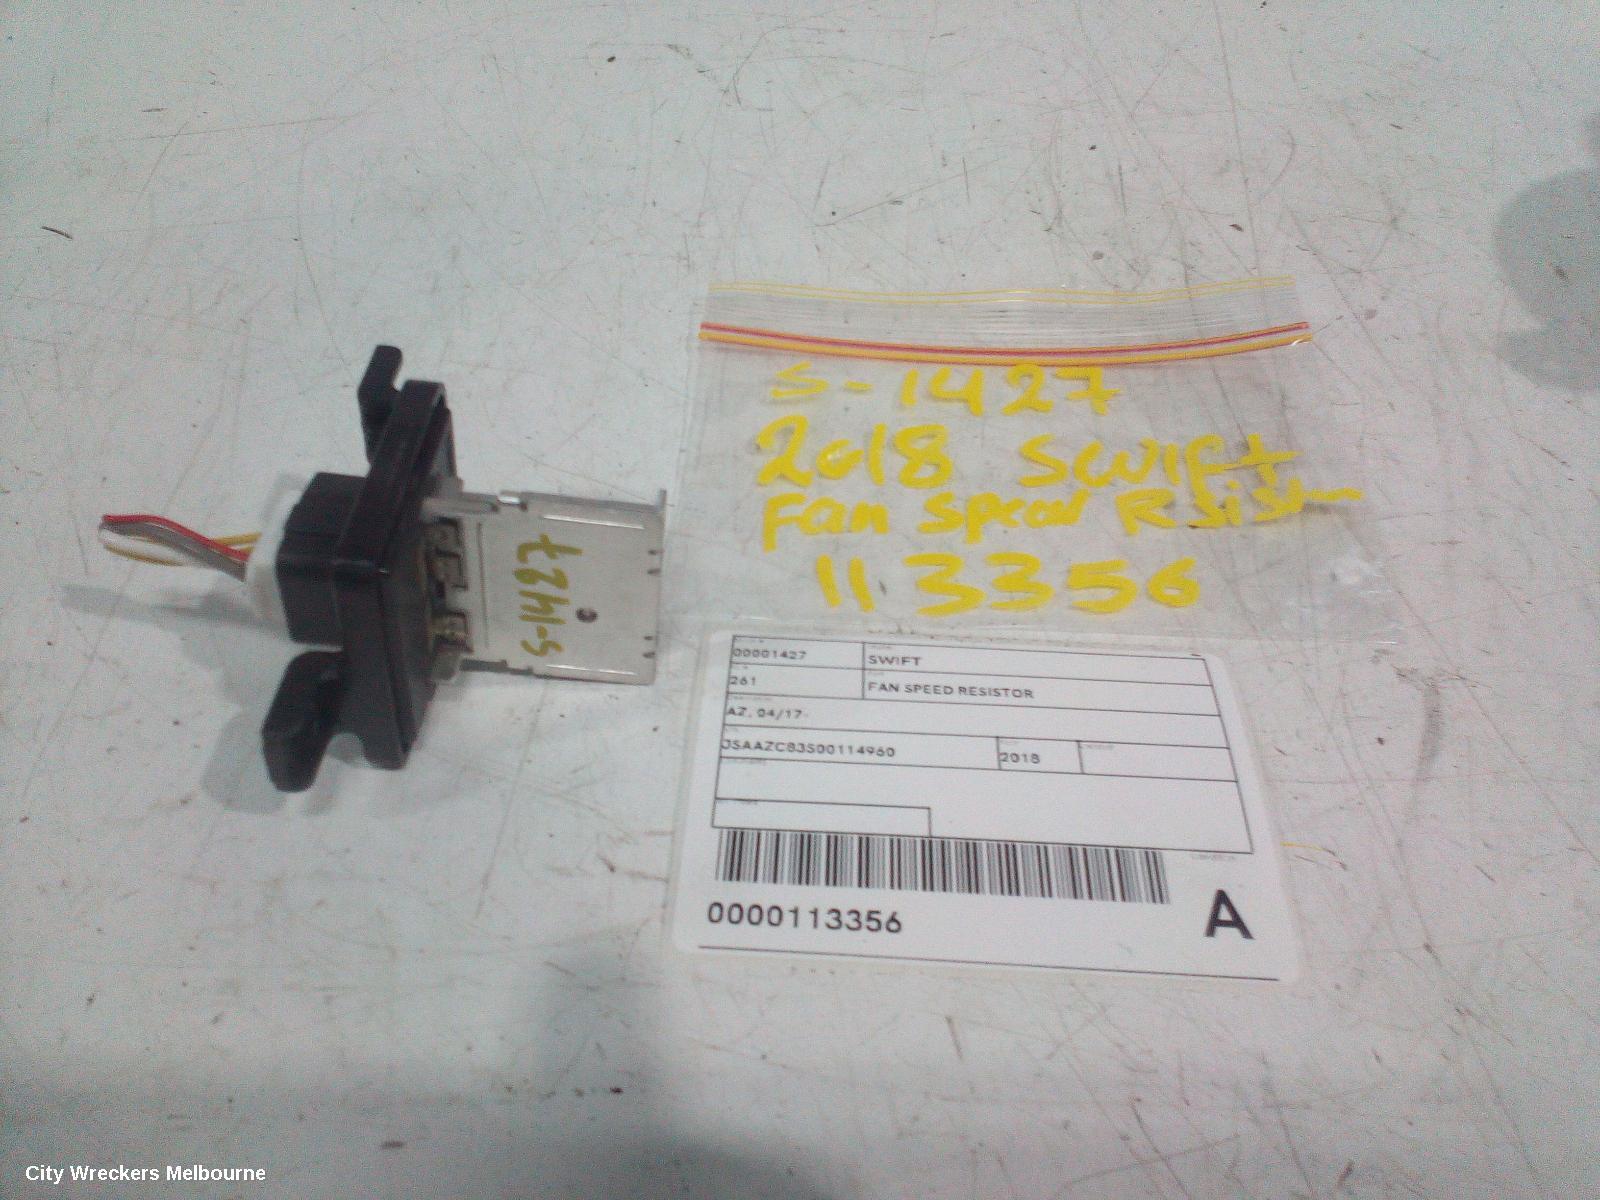 S-1427
2018 SWIFT
Fan Speed Rsistor
113356
S-1427
00001427
SWIFT
261
FAN SPEED RESISTOR
AZ, 04/17-
JSAAZC83S00114960
2018
0000113356
A
City Wreckers Melbourne